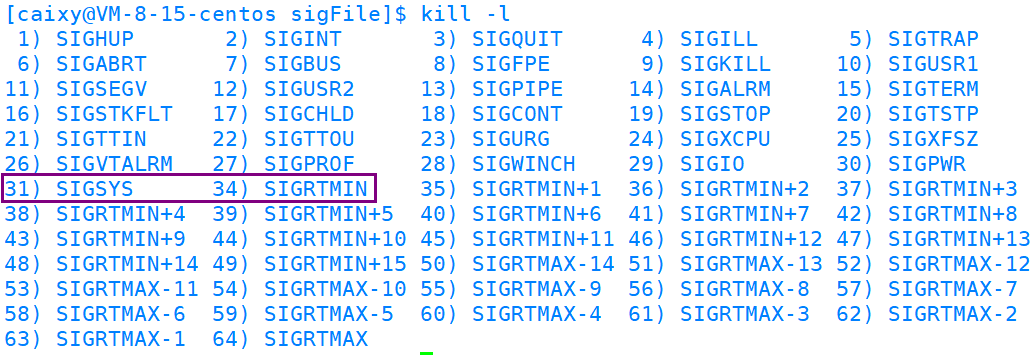 [caixy@VM-8-15-centos sigFile]$ kill -l
 1) SIGHUP       2) SIGINT       3) SIGQUIT      4) SIGILL       5) SIGTRAP
 6) SIGABRT      7) SIGBUS       8) SIGFPE       9) SIGKILL     10) SIGUSR1
11) SIGSEGV     12) SIGUSR2     13) SIGPIPE     14) SIGALRM     15) SIGTERM
16) SIGSTKFLT   17) SIGCHLD     18) SIGCONT     19) SIGSTOP     20) SIGTSTP
21) SIGTTIN     22) SIGTTOU     23) SIGURG      24) SIGXCPU     25) SIGXFSZ
26) SIGVTALRM   27) SIGPROF     28) SIGWINCH    29) SIGIO       30) SIGPWR
31) SIGSYS      34) SIGRTMIN    35) SIGRTMIN+1  36) SIGRTMIN+2  37) SIGRTMIN+3
38) SIGRTMIN+4  39) SIGRTMIN+5  40) SIGRTMIN+6  41) SIGRTMIN+7  42) SIGRTMIN+8
43) SIGRTMIN+9  44) SIGRTMIN+10 45) SIGRTMIN+11 46) SIGRTMIN+12 47) SIGRTMIN+13
48) SIGRTMIN+14 49) SIGRTMIN+15 50) SIGRTMAX-14 51) SIGRTMAX-13 52) SIGRTMAX-12
53) SIGRTMAX-11 54) SIGRTMAX-10 55) SIGRTMAX-9  56) SIGRTMAX-8  57) SIGRTMAX-7
58) SIGRTMAX-6  59) SIGRTMAX-5  60) SIGRTMAX-4  61) SIGRTMAX-3  62) SIGRTMAX-2
63) SIGRTMAX-1  64) SIGRTMAX